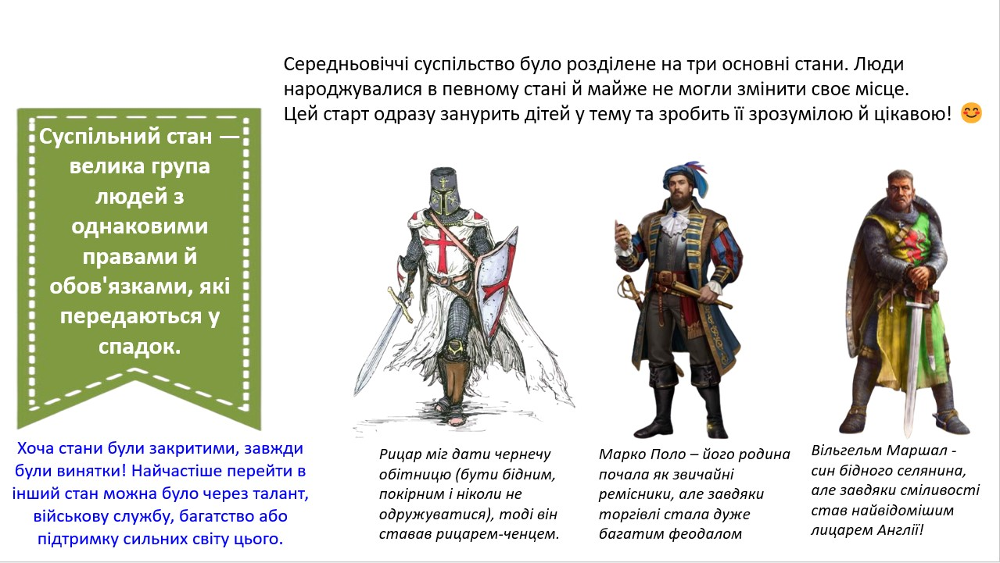 Середньовіччі суспільство було розділене на три основні стани. Люди
народжувалися в певному стані й майже не могли змінити своє місце.
Цей старт одразу занурить дітей у тему та зробить її зрозумілою й цікавою! 😊
Суспільний стан —
велика група
людей з
однаковими
правами й
обов'язками, які
передаються у
спадок.
Хоча стани були закритими, завжди
були винятки! Найчастіше перейти в
інший стан можна було через талант,
військову службу, багатство або
підтримку сильних світу цього.
Рицар міг дати чернечу
обітницю (бути бідним,
покірним і ніколи не
одружуватися), тоді він
ставав рицарем-ченцем.
Марко Поло – його родина
почала як звичайні
ремісники, але завдяки
торгівлі стала дуже
багатим феодалом
Вільгельм Маршал -
син бідного селянина,
але завдяки сміливості
став найвідомішим
лицарем Англії!